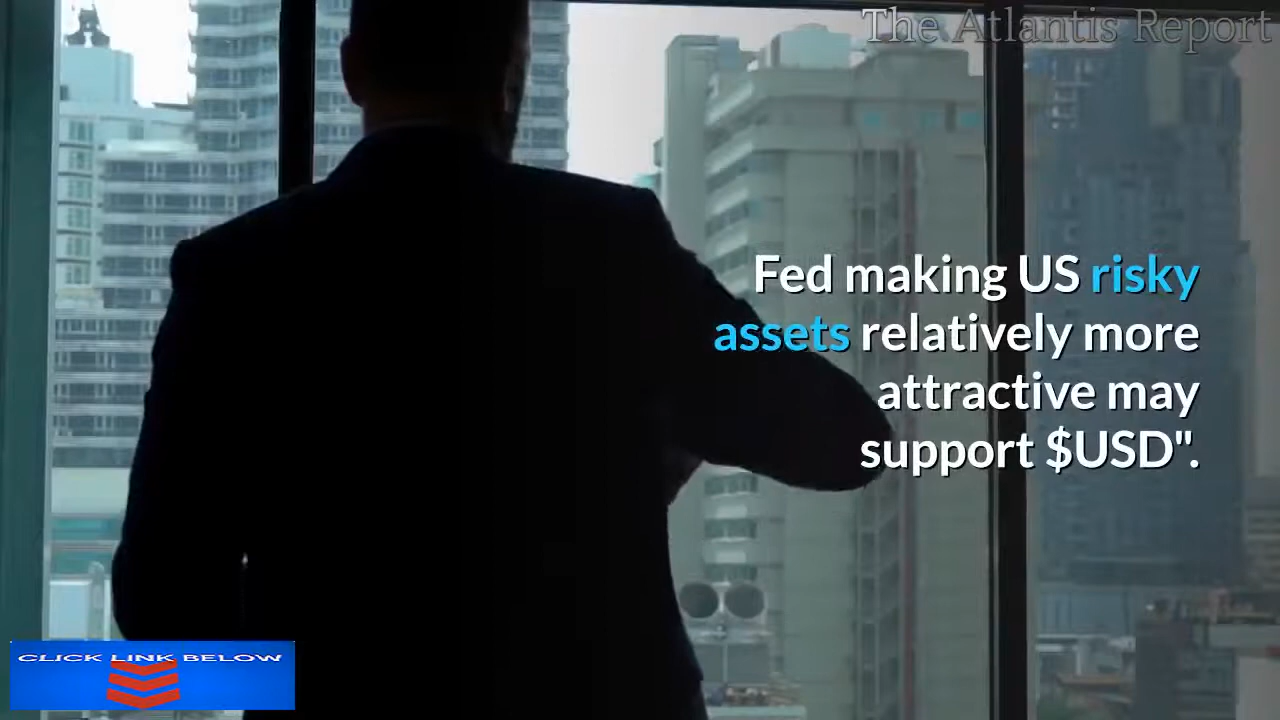 The Atlantis Report
Fed making US risky
assets relatively more
attractive may
support $USD".
CLICK LINK BELOW